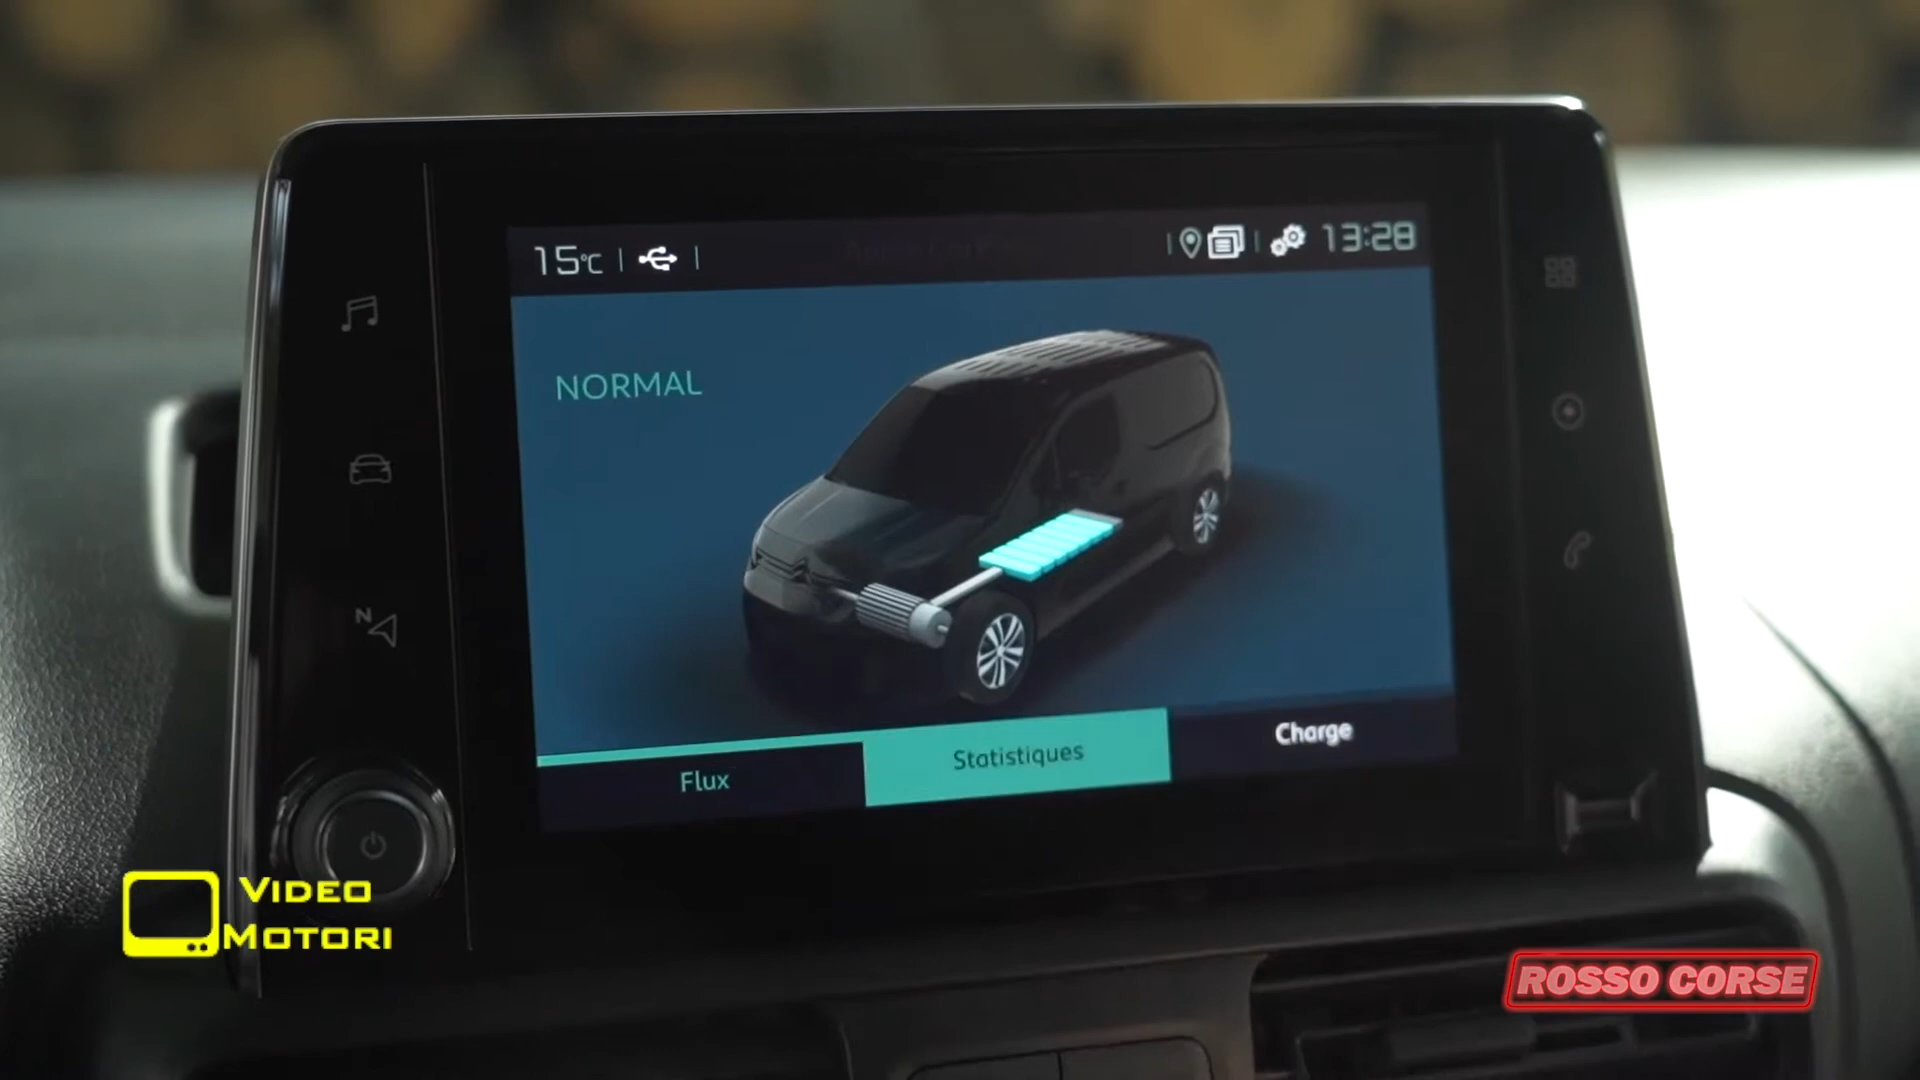 15°C
13:28
NORMAL
N
Flux
Statistiques
Charge
VIDEO
MOTORI
ROSSO CORSE